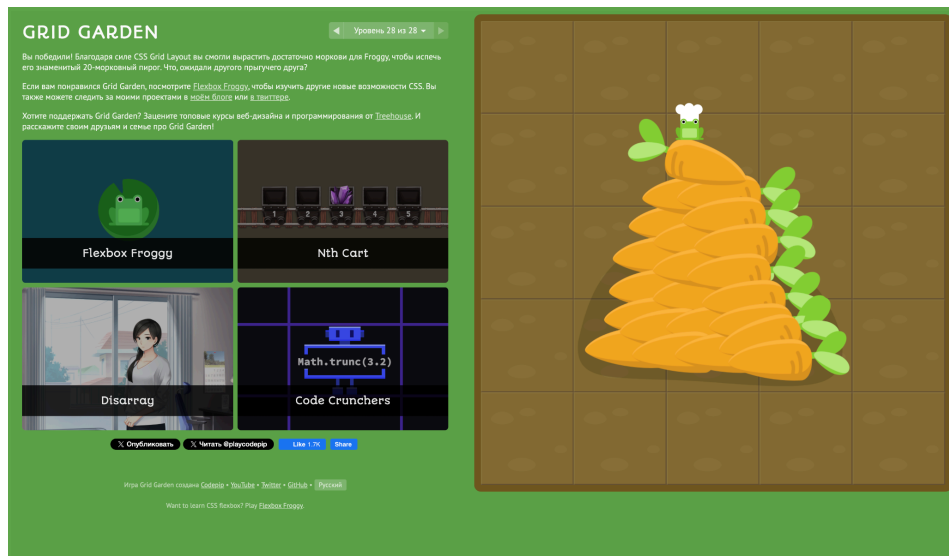 GRID GARDEN
Уровень 28 из 28
Вы победили! Благодаря силе CSS Grid Layout вы смогли вырастить достаточно моркови для Froggy, чтобы испечь
его знаменитый 20-морковный пирог. Что, ожидали другого прыгучего друга?
Если вам понравился Grid Garden, посмотрите Flexbox Froggy, чтобы изучить другие новые возможности CSS. Вы
также можете следить за моими проектами в моём блоге или в твиттере.
Хотите поддержать Grid Garden? Зацените топовые курсы веб-дизайна и программирования от Treehouse. И
расскажите своим друзьям и семье про Grid Garden!
1 2 3 4 5
Flexbox Froggy
Nth Cart
Math.trunc(3.2)
Disarray
Code Crunchers
X Опубликовать X Читать @playcodepip Like 1.7K Share
Игра Grid Garden создана Codepip • YouTube • Twitter • GitHub • Русский
Want to learn CSS flexbox? Play Flexbox Froggy.